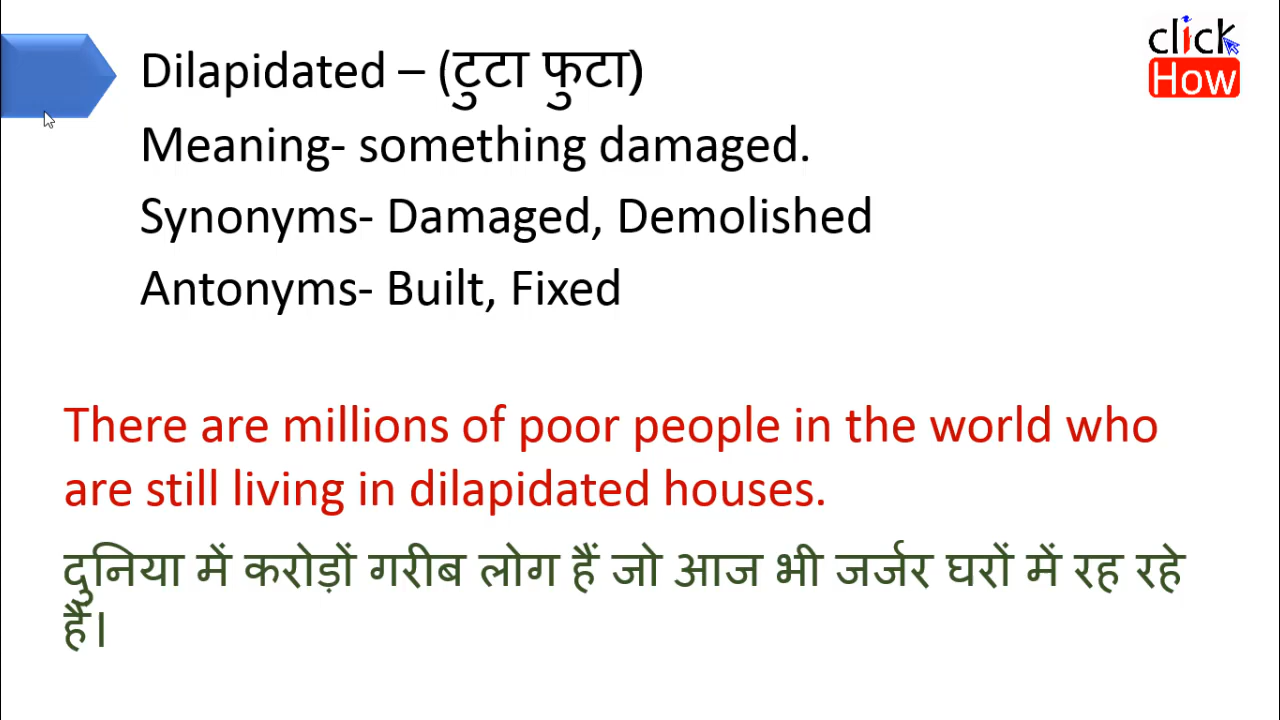 click
How
Dilapidated – (टुटा फुटा)
Meaning- something damaged.
Synonyms- Damaged, Demolished
Antonyms- Built, Fixed
There are millions of poor people in the world who
are still living in dilapidated houses.
दुनिया में करोड़ों गरीब लोग हैं जो आज भी जर्जर घरों में रह रहे
हैं।